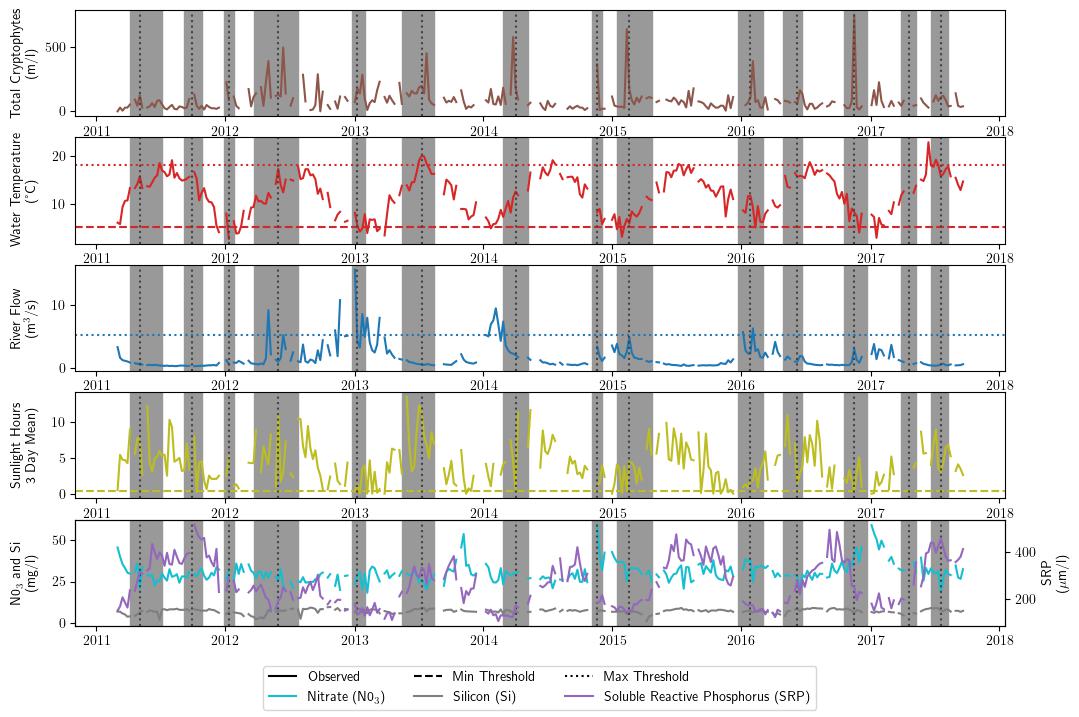 Total Cryptophytes
(m/l)
500
0
2011 2012 2013 2014 2015 2016 2017 2018
Water Temperature
(°C)
20
10
2011 2012 2013 2014 2015 2016 2017 2018
River Flow
(m³/s)
10
0
2011 2012 2013 2014 2015 2016 2017 2018
Sunlight Hours
3 Day Mean)
10
5
0
2011 2012 2013 2014 2015 2016 2017 2018
N0₃ and Si
(mg/l)
50
25
0
400
200
SRP
(μm/l)
2011 2012 2013 2014 2015 2016 2017 2018
Observed Min Threshold Max Threshold
Nitrate (N0₃) Silicon (Si) Soluble Reactive Phosphorus (SRP)